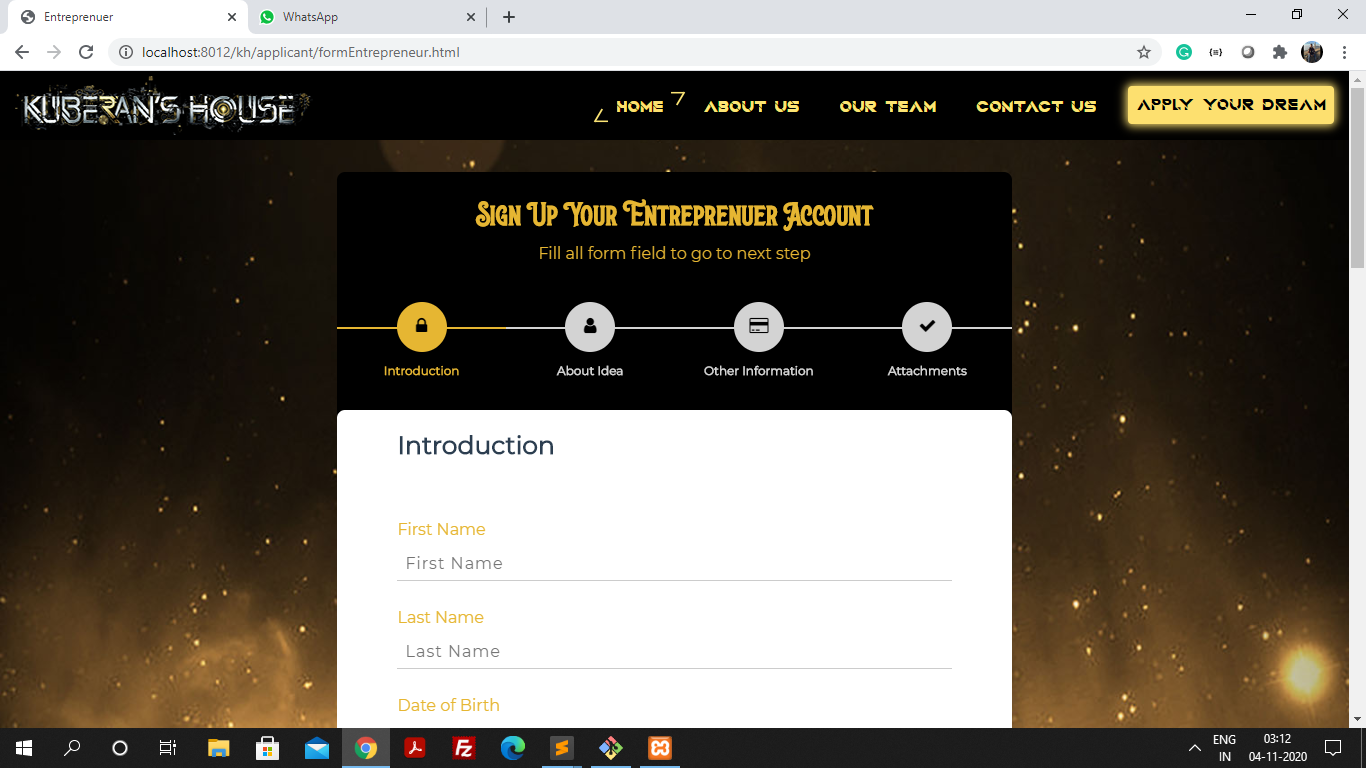 Entreprenuer
WhatsApp
localhost:8012/kh/applicant/formEntrepreneur.html
KUBERAN'S HOUSE
HOME ABOUT US OUR TEAM CONTACT US APPLY YOUR DREAM
Sign Up Your Entreprenuer Account
Fill all form field to go to next step
Introduction About Idea Other Information Attachments
Introduction
First Name
First Name
Last Name
Last Name
Date of Birth
ENG 03:12
IN 04-11-2020